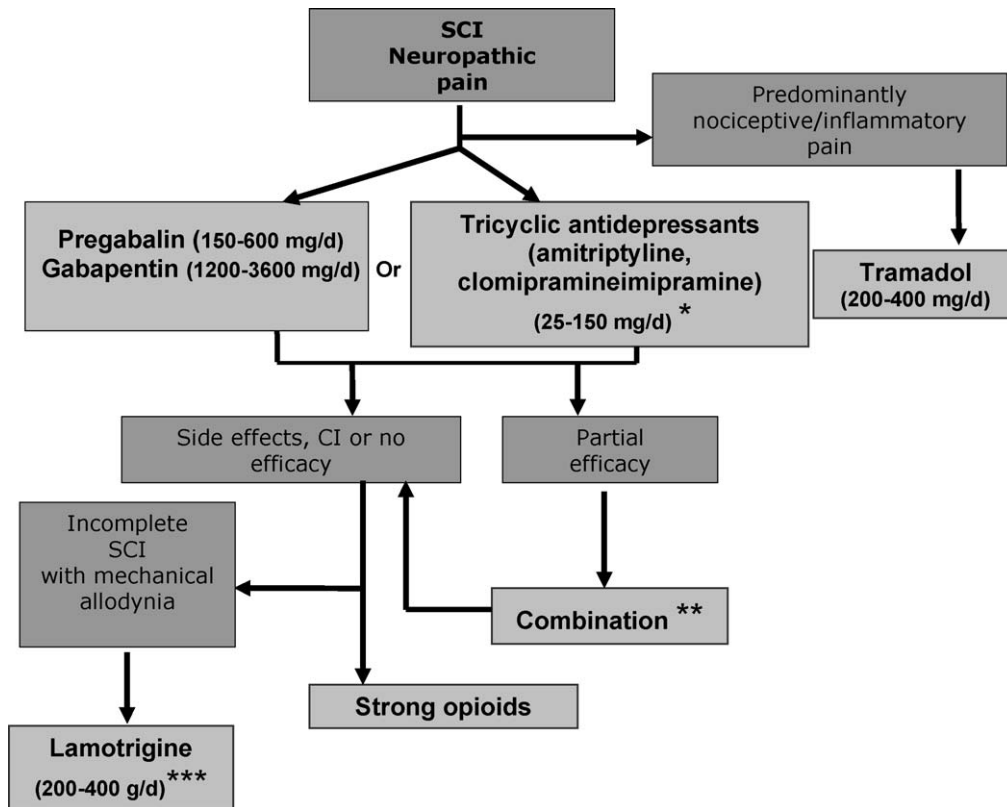 SCI
Neuropathic
pain
Predominantly
nociceptive/inflammatory
pain
Pregabalin (150-600 mg/d)
Gabapentin (1200-3600 mg/d)
Or
Tricyclic antidepressants
(amitriptyline,
clomipramineimipramine)
(25-150 mg/d) *
Tramadol
(200-400 mg/d)
Side effects, CI or no
efficacy
Partial
efficacy
Incomplete
SCI
with mechanical
allodynia
Combination **
Strong opioids
Lamotrigine
(200-400 g/d)***